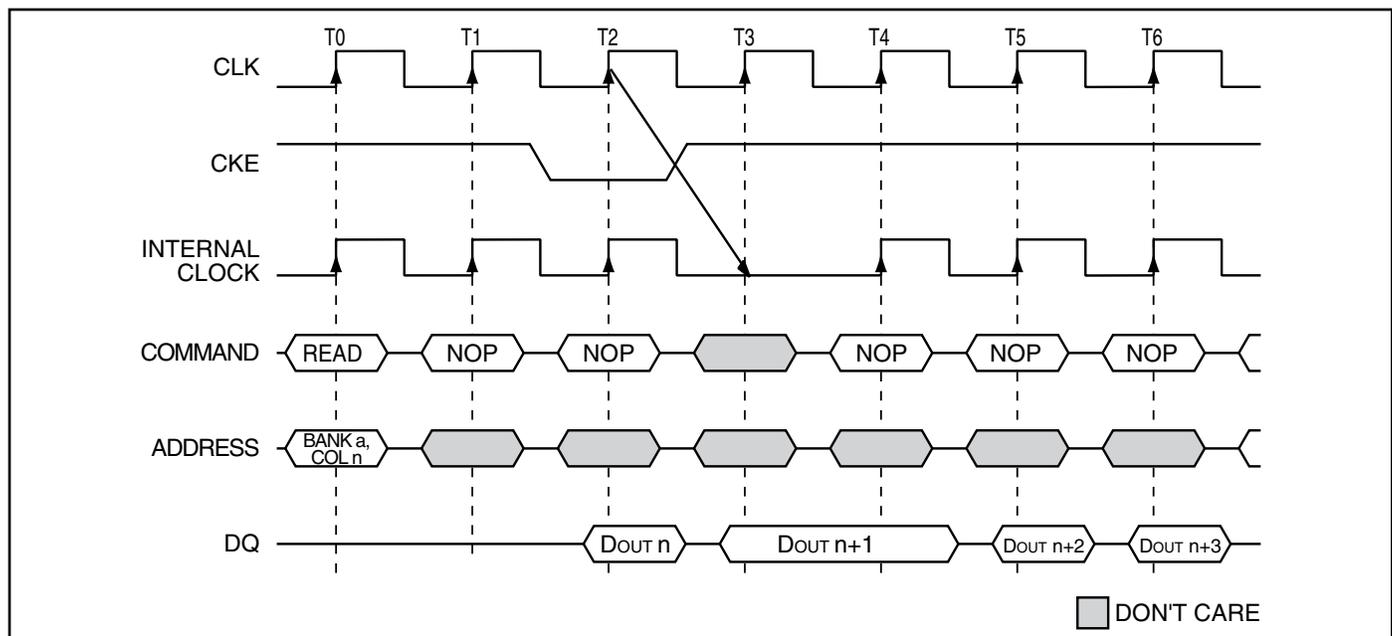 T0 T1 T2 T3 T4 T5 T6
CLK
CKE
INTERNAL
CLOCK
COMMAND READ NOP NOP NOP NOP NOP
ADDRESS BANK a,
COL n
DQ DOUT n DOUT n+1 DOUT n+2 DOUT n+3
DON'T CARE